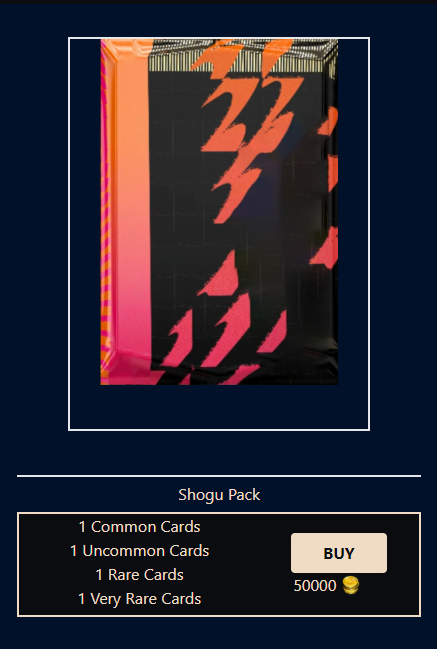 Shogu Pack
1 Common Cards
1 Uncommon Cards
1 Rare Cards
1 Very Rare Cards
BUY
50000